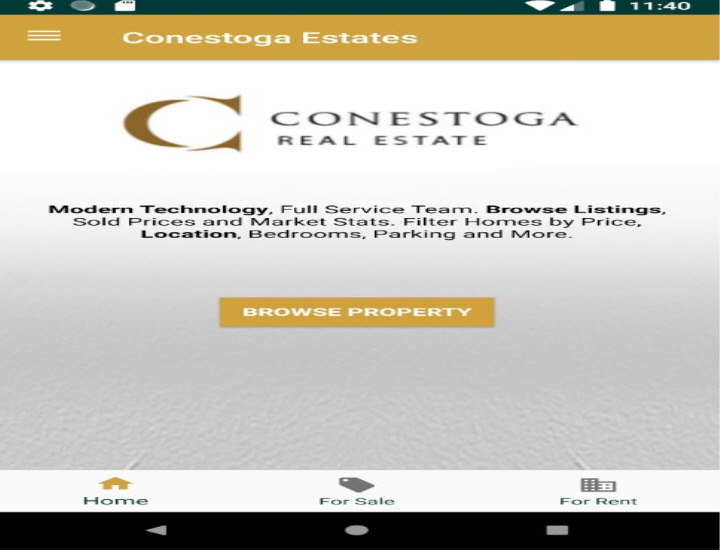 11:40
Conestoga Estates
CONESTOGA
REAL ESTATE
Modern Technology, Full Service Team. Browse Listings,
Sold Prices and Market Stats. Filter Homes by Price,
Location, Bedrooms, Parking and More.
BROWSE PROPERTY
Home For Sale For Rent